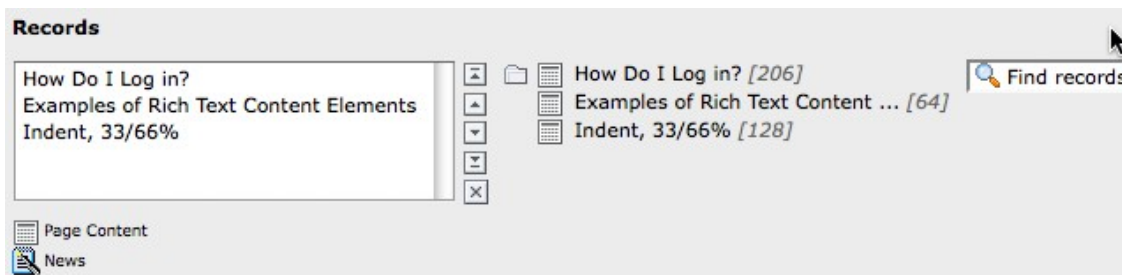 Records
How Do I Log in?
Examples of Rich Text Content Elements
Indent, 33/66%
How Do I Log in? [206]
Examples of Rich Text Content ... [64]
Indent, 33/66% [128]
Find records
Page Content
News